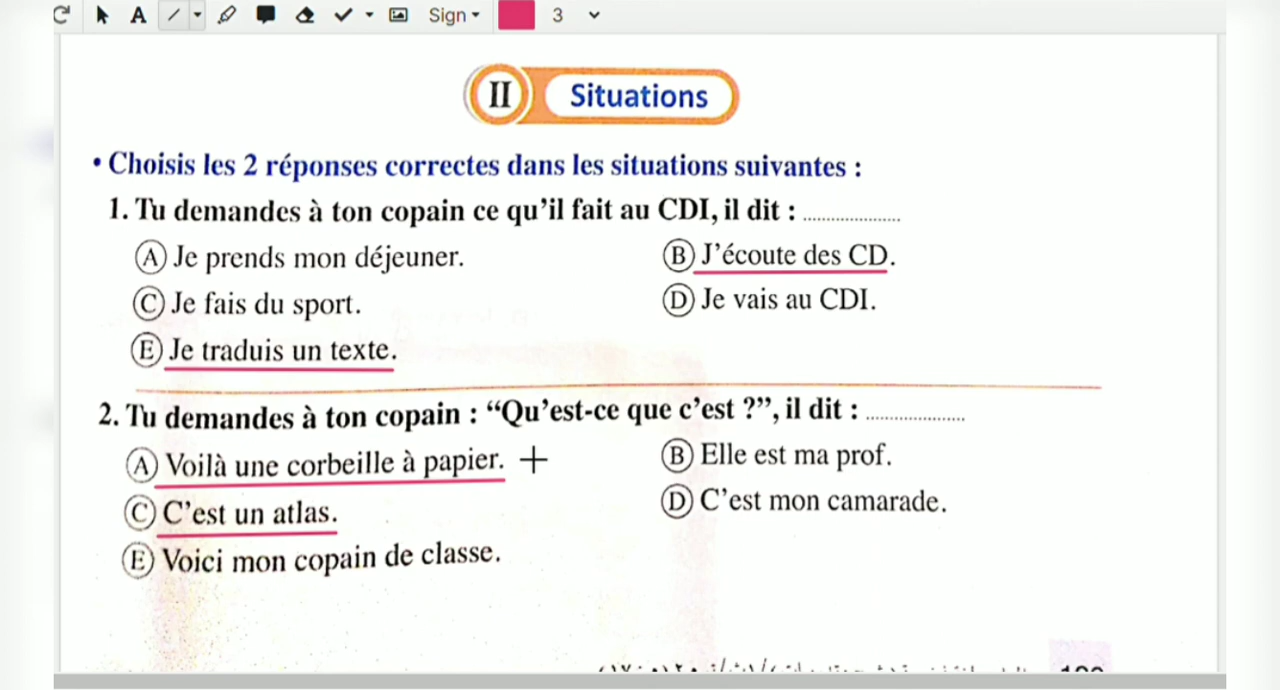 Sign
3
II Situations
• Choisis les 2 réponses correctes dans les situations suivantes :
1. Tu demandes à ton copain ce qu’il fait au CDI, il dit : ....................
A Je prends mon déjeuner. B J’écoute des CD.
C Je fais du sport. D Je vais au CDI.
E Je traduis un texte.
2. Tu demandes à ton copain : “Qu’est-ce que c’est ?”, il dit : ....................
A Voilà une corbeille à papier. + B Elle est ma prof.
C C’est un atlas. D C’est mon camarade.
E Voici mon copain de classe.